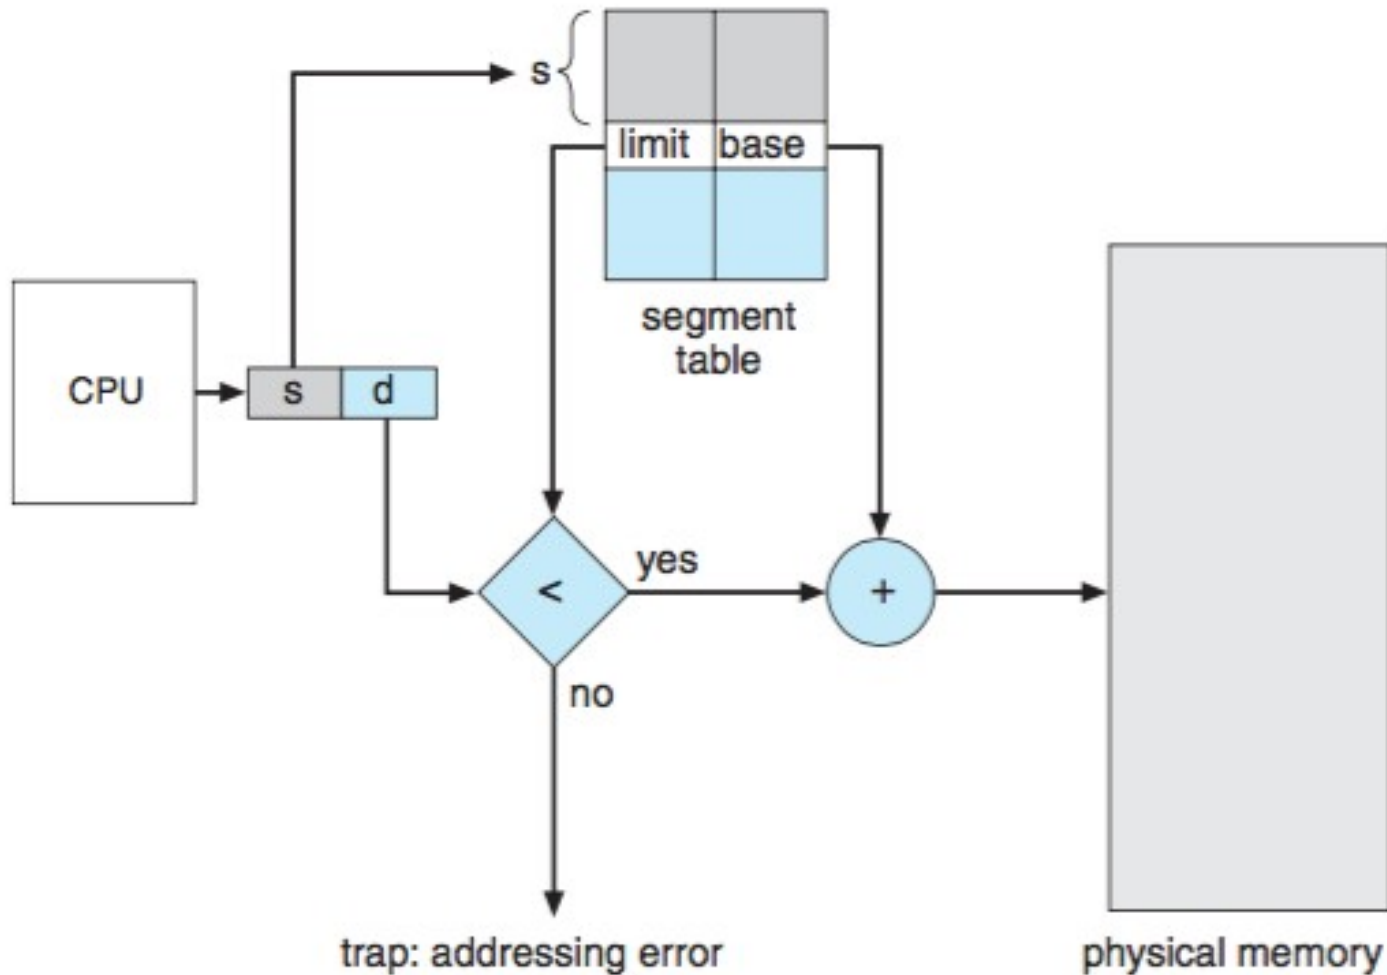 s
limit
base
segment
table
CPU
s
d
<
yes
+
no
trap: addressing error
physical memory